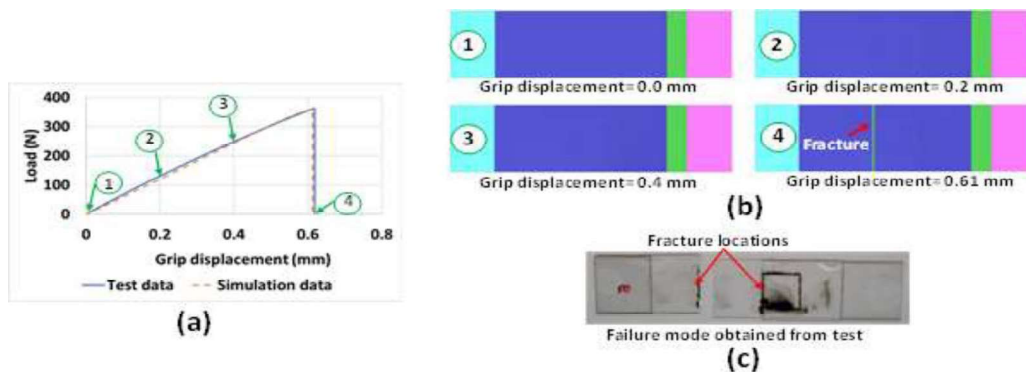 400
300
200
100
0
Load (N)
1
2
3
4
0 0.2 0.4 0.6 0.8
Grip displacement (mm)
Test data Simulation data
(a)
1
Grip displacement= 0.0 mm
2
Grip displacement= 0.2 mm
3
Grip displacement= 0.4 mm
4
Fracture
Grip displacement= 0.61 mm
(b)
Fracture locations
Failure mode obtained from test
(c)